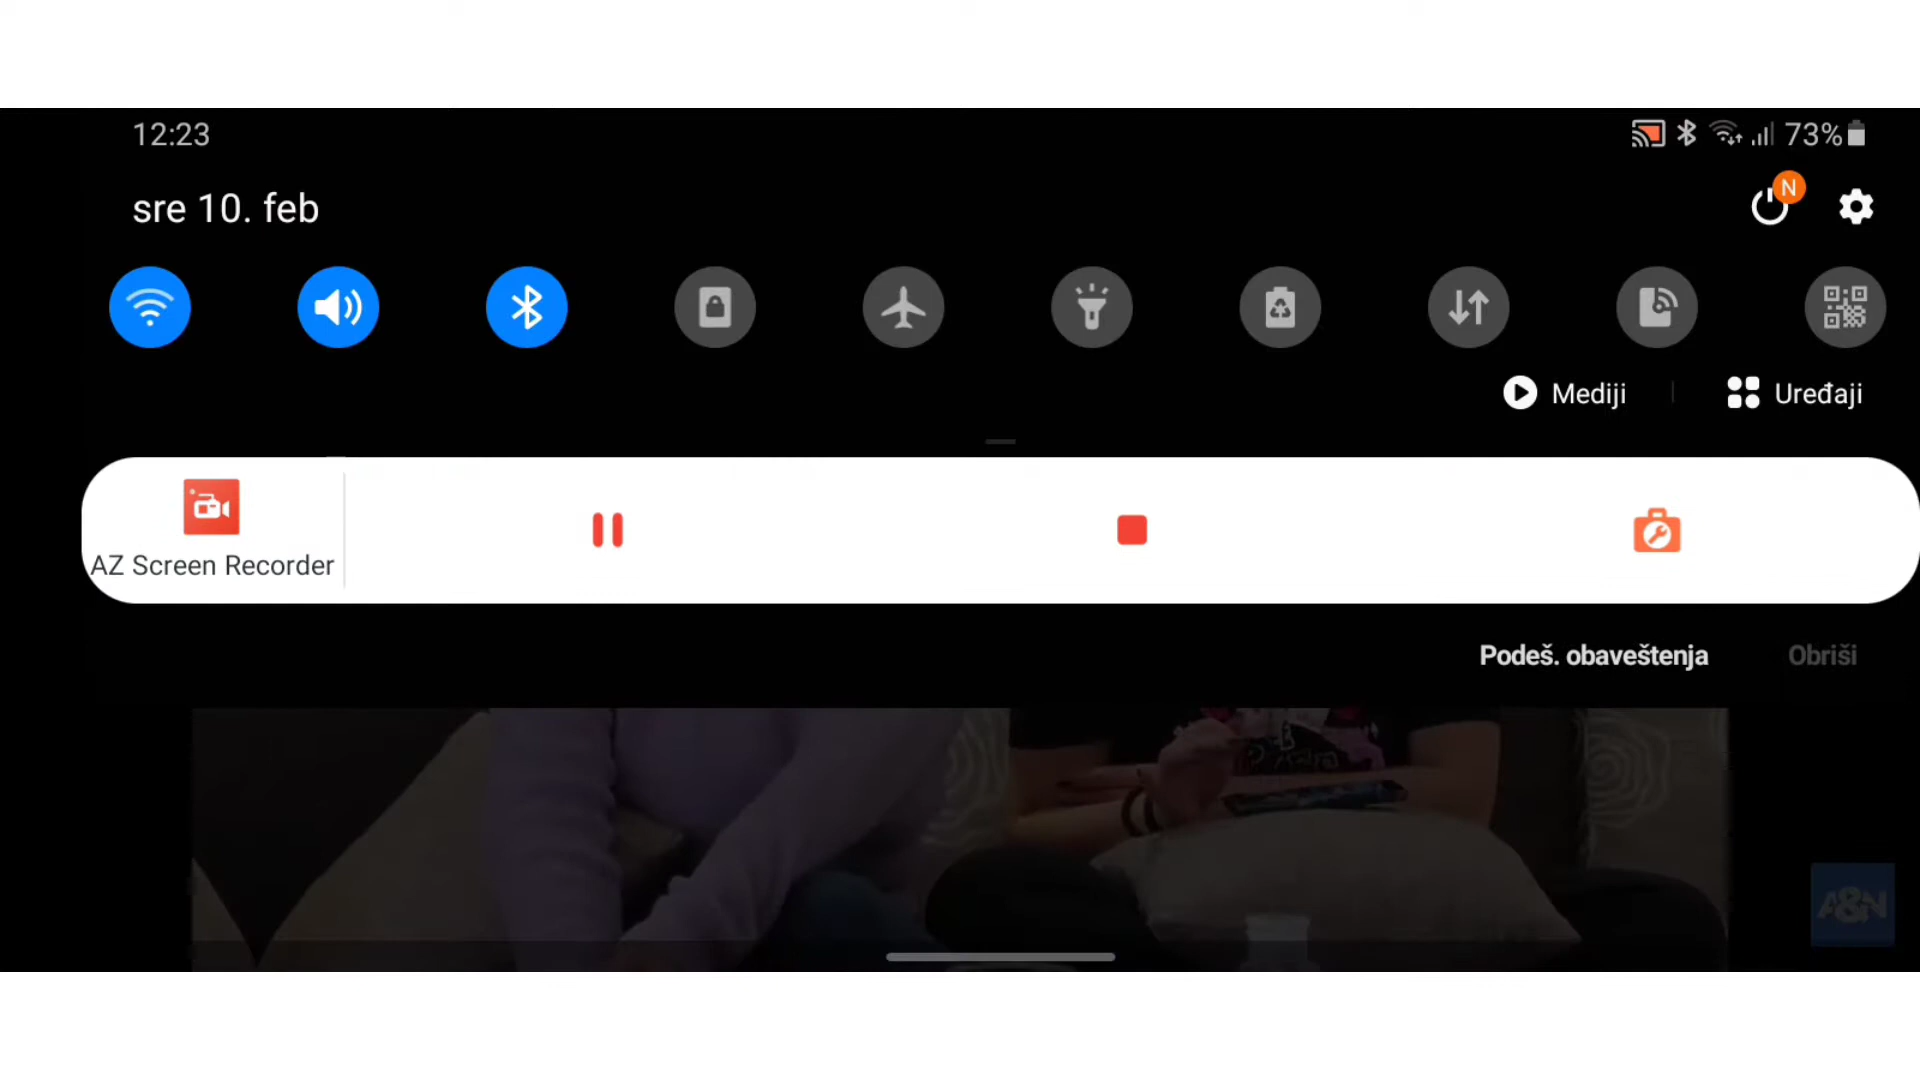 12:23
73%
sre 10. feb
N
Mediji
Uređaji
AZ Screen Recorder
Podeš. obaveštenja
Obriši
A&N